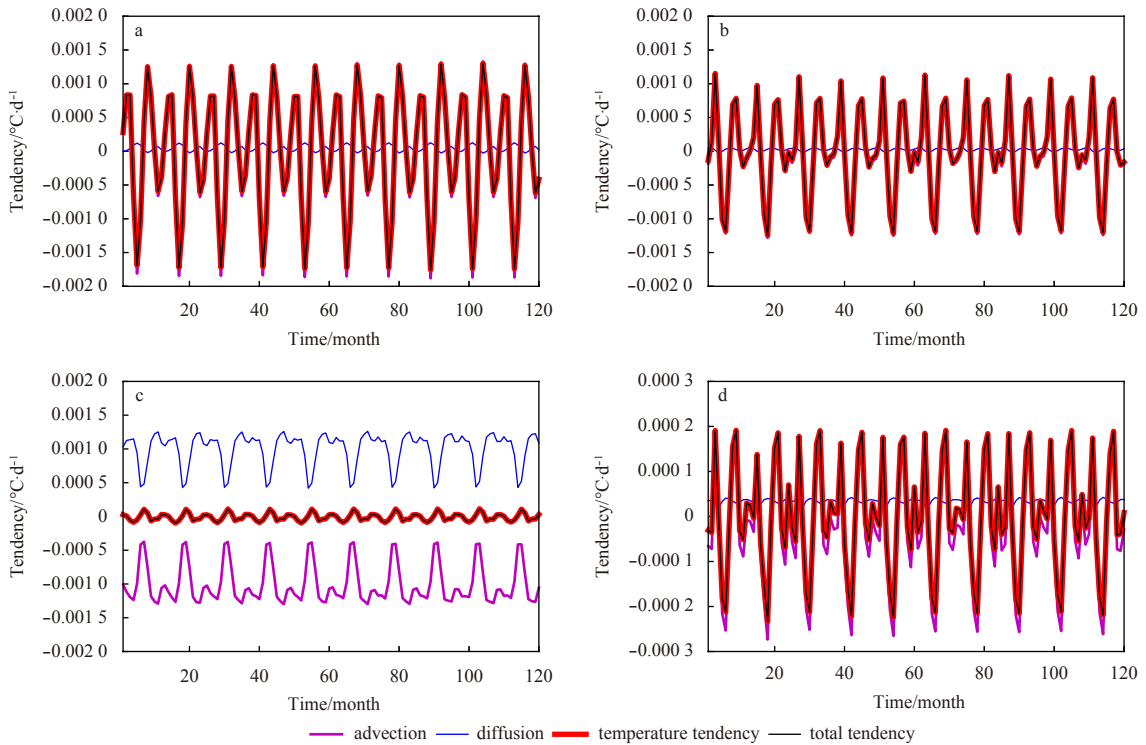 a
0.002 0
0.001 5
0.001 0
0.000 5
0
−0.000 5
−0.001 0
−0.001 5
−0.002 0
Tendency/°C·d⁻¹
20 40 60 80 100 120
Time/month
b
0.002 0
0.001 5
0.001 0
0.000 5
0
−0.000 5
−0.001 0
−0.001 5
−0.002 0
Tendency/°C·d⁻¹
20 40 60 80 100 120
Time/month
c
0.002 0
0.001 5
0.001 0
0.000 5
0
−0.000 5
−0.001 0
−0.001 5
−0.002 0
Tendency/°C·d⁻¹
20 40 60 80 100 120
Time/month
d
0.000 3
0.000 2
0.000 1
0
−0.000 1
−0.000 2
−0.000 3
Tendency/°C·d⁻¹
20 40 60 80 100 120
Time/month
advection diffusion temperature tendency total tendency